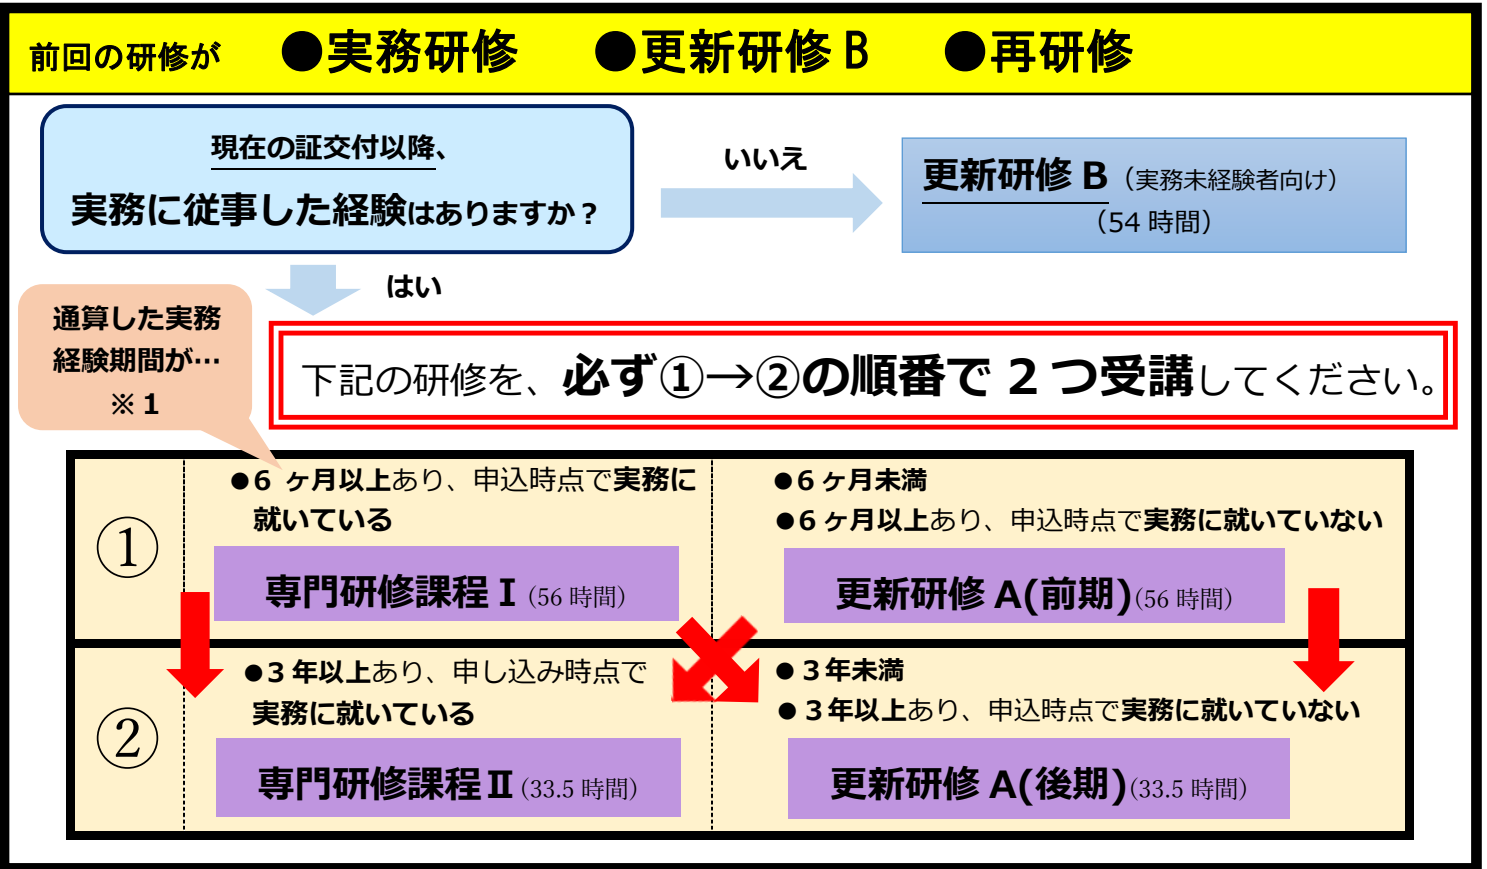 前回の研修が ●実務研修 ●更新研修B ●再研修
現在の証交付以降、
実務に従事した経験はありますか？
いいえ
更新研修 B（実務未経験者向け）
（54 時間）
はい
通算した実務
経験期間が…
※１
下記の研修を、必ず①→②の順番で 2 つ受講してください。
①
●6 ヶ月以上あり、申込時点で実務に
就いている
専門研修課程 Ⅰ（56 時間）
●6 ヶ月未満
●6 ヶ月以上あり、申込時点で実務に就いていない
更新研修 A(前期)(56 時間)
②
●3 年以上あり、申し込み時点で
実務に就いている
専門研修課程Ⅱ（33.5 時間）
● 3 年未満
● 3 年以上あり、申込時点で実務に就いていない
更新研修 A(後期)(33.5 時間)